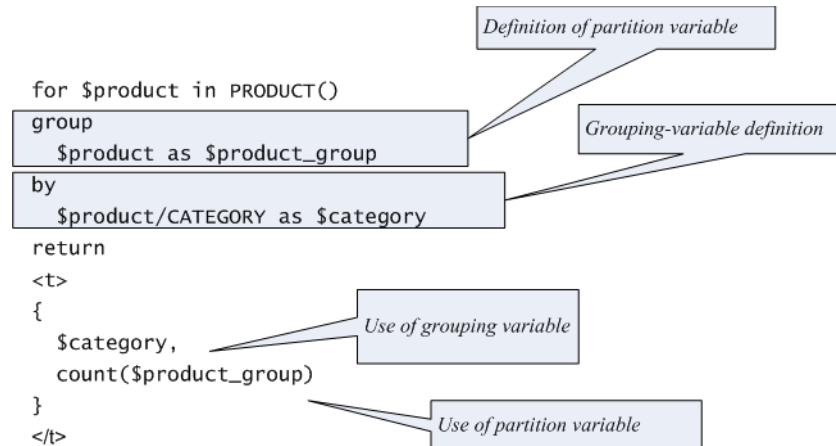 Definition of partition variable
for $product in PRODUCT()
group
$product as $product_group
Grouping-variable definition
by
$product/CATEGORY as $category
return
<t>
{
Use of grouping variable
$category,
count($product_group)
}
Use of partition variable
</t>